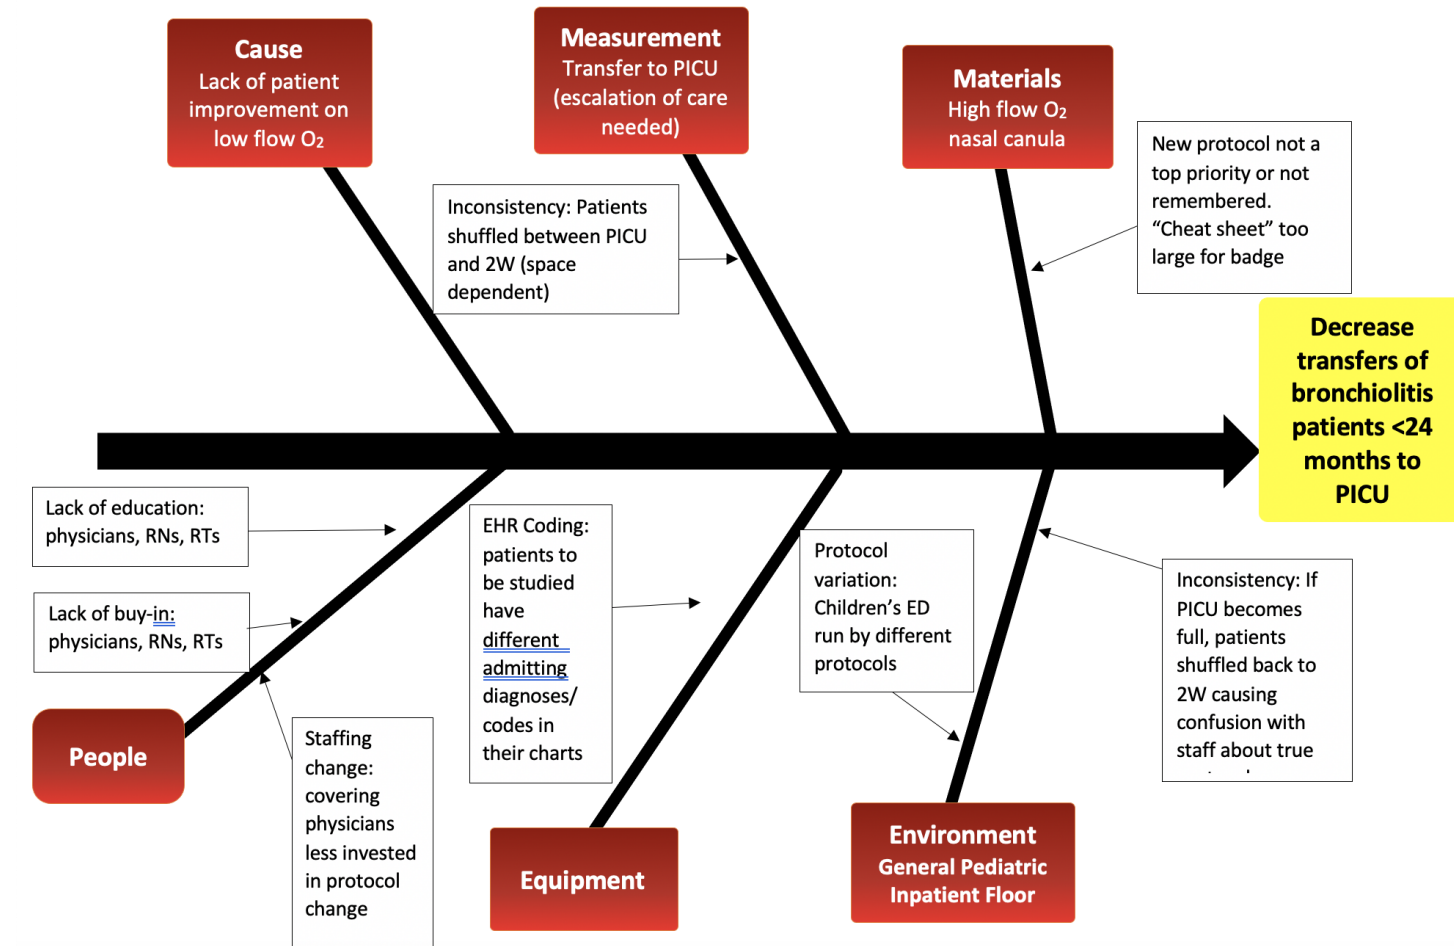 Cause
Lack of patient
improvement on
low flow O2
Measurement
Transfer to PICU
(escalation of care
needed)
Materials
High flow O2
nasal canula
New protocol not a
top priority or not
remembered.
“Cheat sheet” too
large for badge
Inconsistency: Patients
shuffled between PICU
and 2W (space
dependent)
Decrease
transfers of
bronchiolitis
patients <24
months to
PICU
Lack of education:
physicians, RNs, RTs
Lack of buy-in:
physicians, RNs, RTs
People
Staffing
change:
covering
physicians
less invested
in protocol
change
EHR Coding:
patients to
be studied
have
different
admitting
diagnoses/
codes in
their charts
Equipment
Protocol
variation:
Children’s ED
run by different
protocols
Environment
General Pediatric
Inpatient Floor
Inconsistency: If
PICU becomes
full, patients
shuffled back to
2W causing
confusion with
staff about true